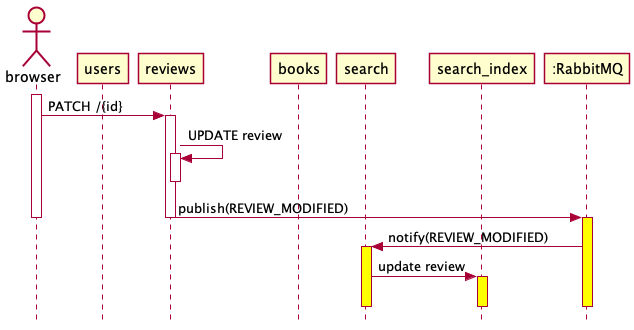 browser
users
reviews
books
search
search_index
:RabbitMQ
PATCH /{id}
UPDATE review
publish(REVIEW_MODIFIED)
notify(REVIEW_MODIFIED)
update review